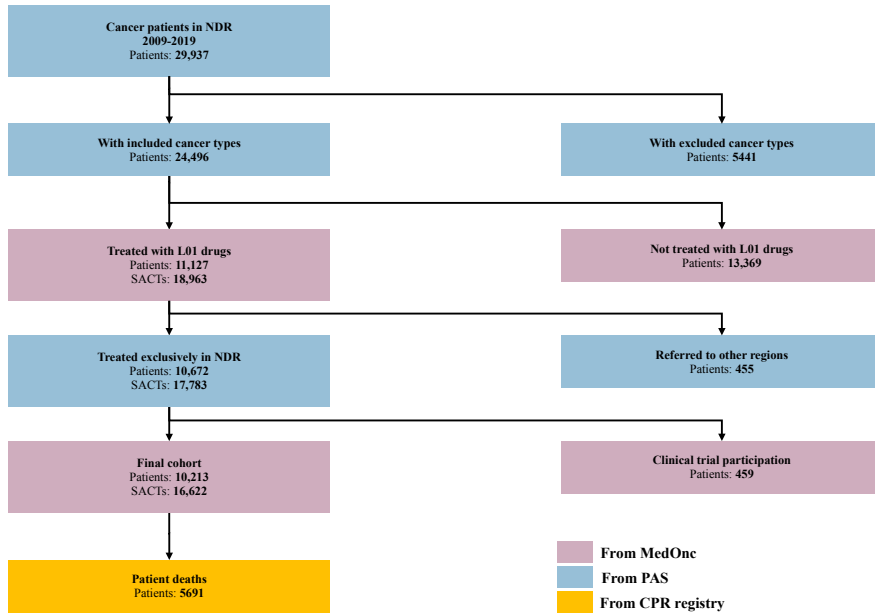 Cancer patients in NDR
2009-2019
Patients: 29,937
With included cancer types
Patients: 24,496
With excluded cancer types
Patients: 5441
Treated with L01 drugs
Patients: 11,127
SACTs: 18,963
Not treated with L01 drugs
Patients: 13,369
Treated exclusively in NDR
Patients: 10,672
SACTs: 17,783
Referred to other regions
Patients: 455
Final cohort
Patients: 10,213
SACTs: 16,622
Clinical trial participation
Patients: 459
Patient deaths
Patients: 5691
From MedOnc
From PAS
From CPR registry